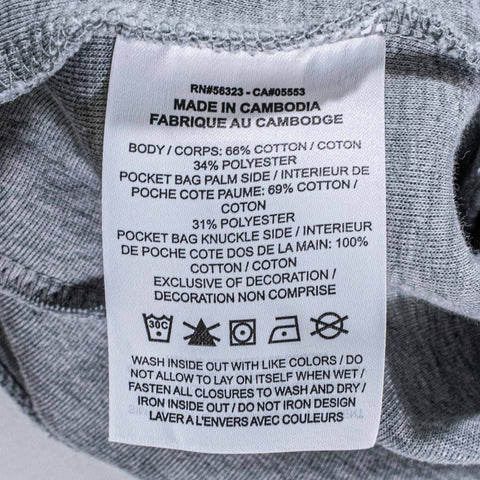 RN#56323 - CA#05553
MADE IN CAMBODIA
FABRIQUE AU CAMBODGE
BODY / CORPS: 66% COTTON / COTON
34% POLYESTER
POCKET BAG PALM SIDE / INTERIEUR DE
POCHE COTE PAUME: 69% COTTON /
COTON
31% POLYESTER
POCKET BAG KNUCKLE SIDE / INTERIEUR
DE POCHE COTE DOS DE LA MAIN: 100%
COTTON / COTON
EXCLUSIVE OF DECORATION /
DECORATION NON COMPRISE
30C
WASH INSIDE OUT WITH LIKE COLORS / DO
NOT ALLOW TO LAY ON ITSELF WHEN WET /
FASTEN ALL CLOSURES TO WASH AND DRY /
IRON INSIDE OUT / DO NOT IRON DESIGN
LAVER A L'ENVERS AVEC COULEURS